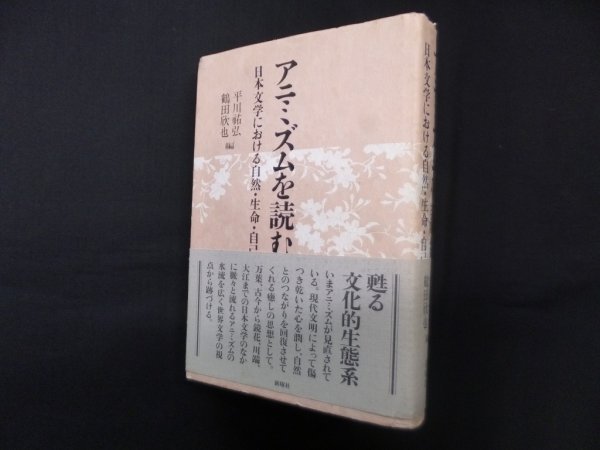 アニミズムを読む
日本文学における自然・生命・自己
平川祐弘
鶴田欣也
編
甦る
文化的生態系
いまアニミズムが見直されて
いる。現代文明によって傷
つき乾いた心を潤し、自然
とのつながりを回復させて
くれる癒しの思想として。
万葉、古今から鏡花、川端、
大江までの日本文学のなか
に脈々と流れるアニミズムの
水流を広く世界文学の視
点から跡づける。
新曜社
日本文学における自然・生命・自己